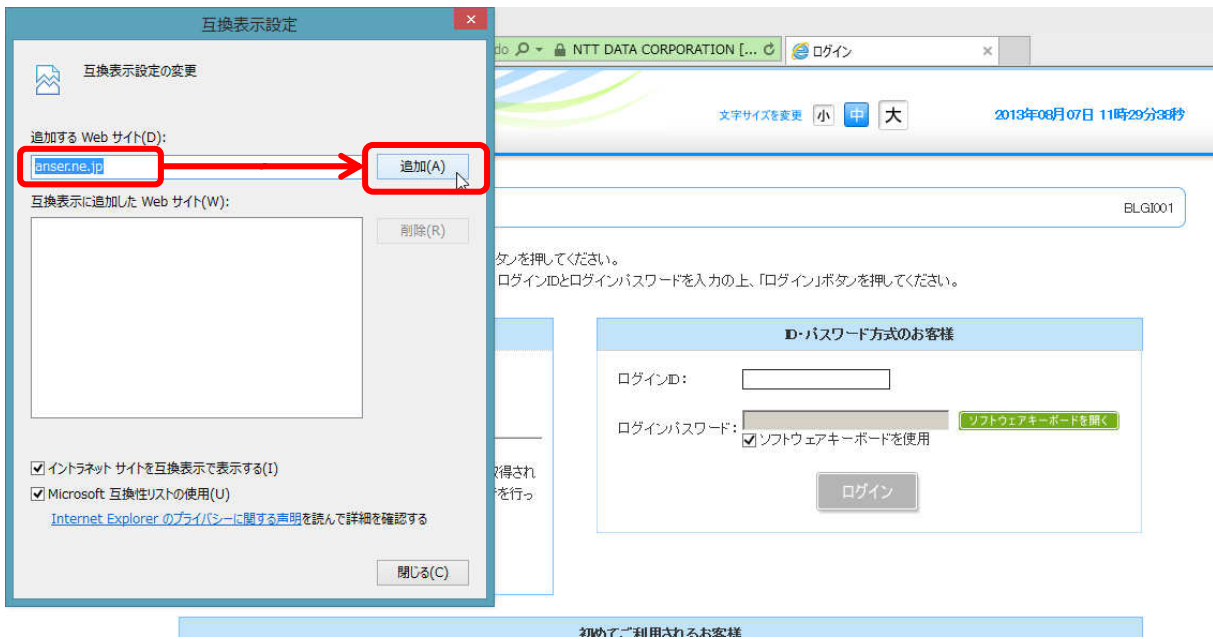 互換表示設定
互換表示設定の変更
追加する Web サイト(D):
anser.ne.jp
追加(A)
互換表示に追加した Web サイト(W):
削除(R)
イントラネット サイトを互換表示で表示する(I)
Microsoft 互換性リストの使用(U)
Internet Explorer のプライバシーに関する声明を読んで詳細を確認する
閉じる(C)
do
NTT DATA CORPORATION [...
ログイン
文字サイズを変更 小 中 大
2013年08月07日 11時29分38秒
BLGI001
タンを押してください。
ログインIDとログインパスワードを入力の上、「ログイン」ボタンを押してください。
取得され
を行っ
ID・パスワード方式のお客様
ログインID：
ログインパスワード：
ソフトウェアキーボードを開く
ソフトウェアキーボードを使用
ログイン
初めてご利用されるお客様